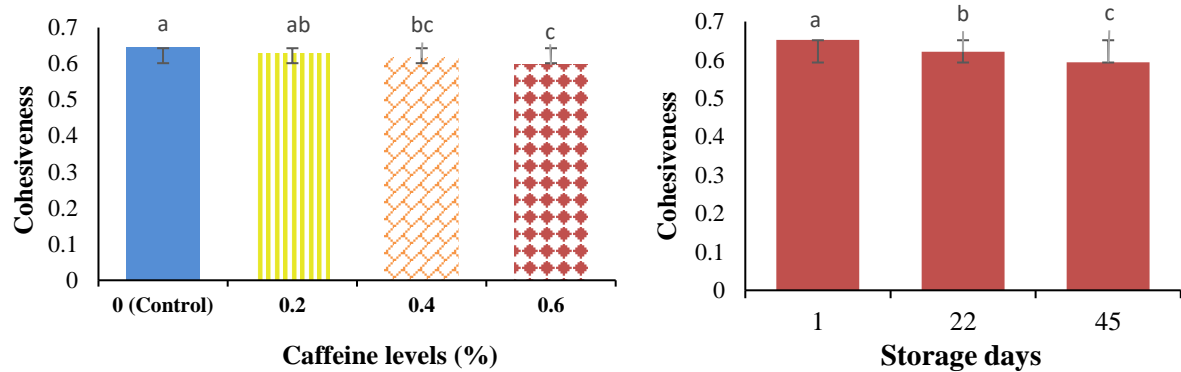 Cohesiveness
0.7
0.6
0.5
0.4
0.3
0.2
0.1
0
a
ab
bc
c
0 (Control) 0.2 0.4 0.6
Caffeine levels (%)
Cohesiveness
0.7
0.6
0.5
0.4
0.3
0.2
0.1
0
a
b
c
1 22 45
Storage days